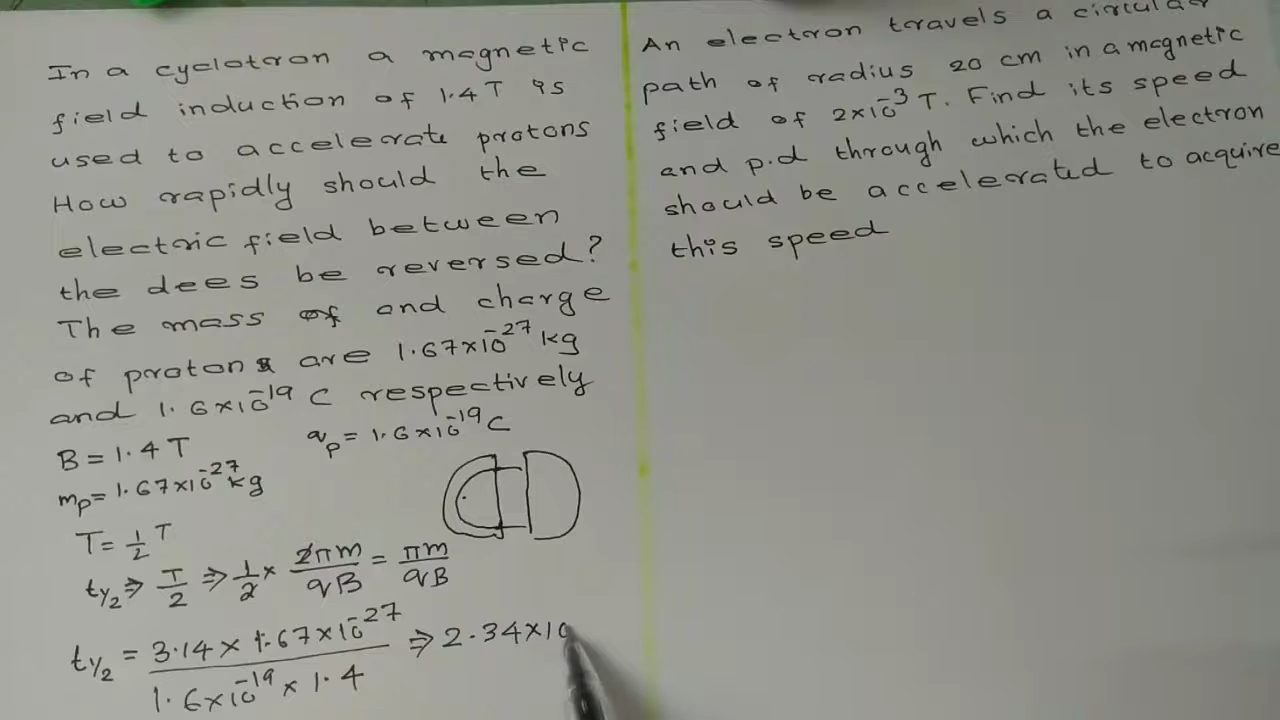 In a cyclotron a magnetic
field induction of 1.4T is
used to accelerate protons
How rapidly should the
electric field between
the dees be reversed?
The mass of and charge
of proton are 1.67×10⁻²⁷ kg
and 1.6×10⁻¹⁹ C respectively
B = 1.4 T q_p = 1.6×10⁻¹⁹ C
m_p = 1.67×10⁻²⁷ kg
T = 1/2 T
t_{1/2} ⇒ T/2 ⇒ 1/2 × 2πm/qB = πm/qB
t_{1/2} = 3.14 × 1.67×10⁻²⁷ / 1.6×10⁻¹⁹ × 1.4 ⇒ 2.34×10
An electron travels a circular
path of radius 20 cm in a magnetic
field of 2×10⁻³ T. Find its speed
and p.d through which the electron
should be accelerated to acquire
this speed